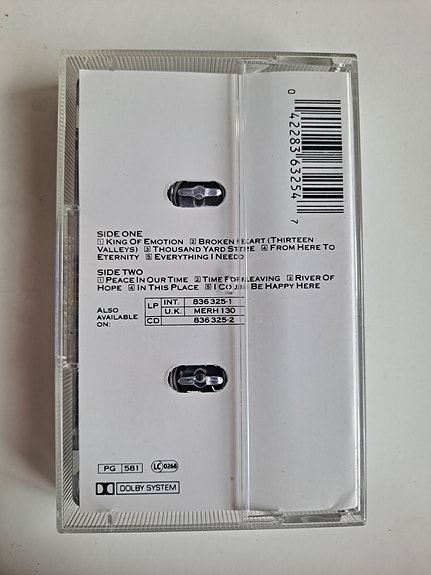 0 42283 63254 7
SIDE ONE
1 KING OF EMOTION 2 BROKEN HEART (THIRTEEN
VALLEYS) 3 THOUSAND YARD STARE 4 FROM HERE TO
ETERNITY 5 EVERYTHING I NEED
SIDE TWO
1 PEACE IN OUR TIME 2 TIME FOR LEAVING 3 RIVER OF
HOPE 4 IN THIS PLACE 5 I COULD BE HAPPY HERE
ALSO AVAILABLE ON:
LP INT. 836 325-1
U.K. MERH 130
CD 836 325-2
PG 581 LC 0268
DOLBY SYSTEM